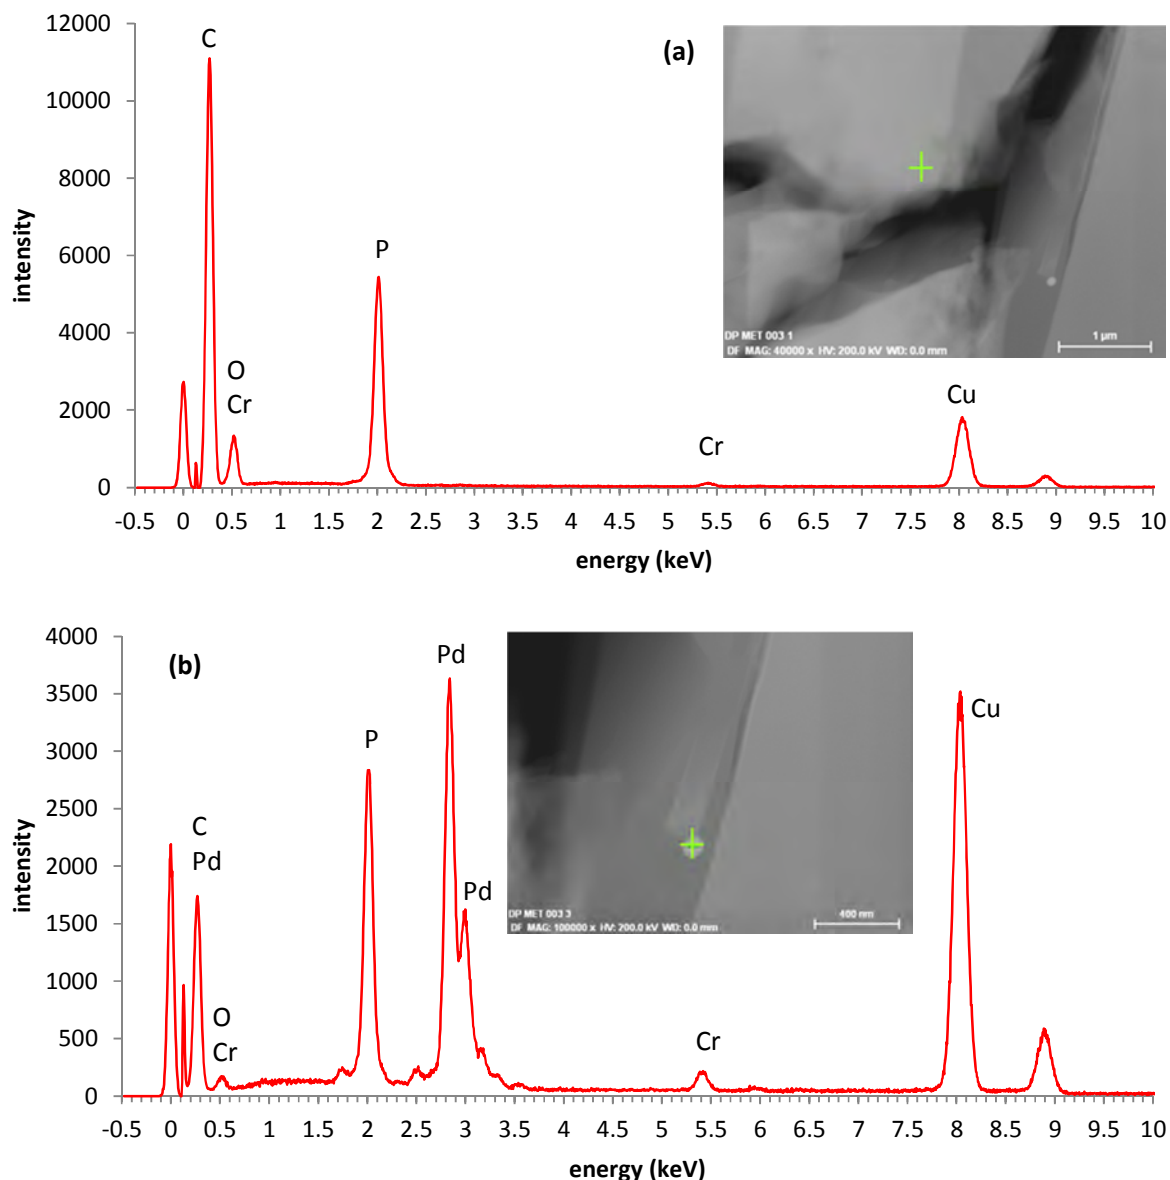 12000
10000
8000
6000
4000
2000
0
intensity
C
(a)
P
O
Cr
Cr
Cu
DP MET 003 1
DF MAG: 40000 x HV: 200.0 kV WD: 0.0 mm
1 µm
-0.5 0 0.5 1 1.5 2 2.5 3 3.5 4 4.5 5 5.5 6 6.5 7 7.5 8 8.5 9 9.5 10
energy (keV)
4000
3500
3000
2500
2000
1500
1000
500
0
intensity
(b)
Pd
P
C
Pd
Pd
O
Cr
Cr
Cu
DP MET 003 3
DF MAG: 100000 x HV: 200.0 kV WD: 0.0 mm
400 nm
-0.5 0 0.5 1 1.5 2 2.5 3 3.5 4 4.5 5 5.5 6 6.5 7 7.5 8 8.5 9 9.5 10
energy (keV)